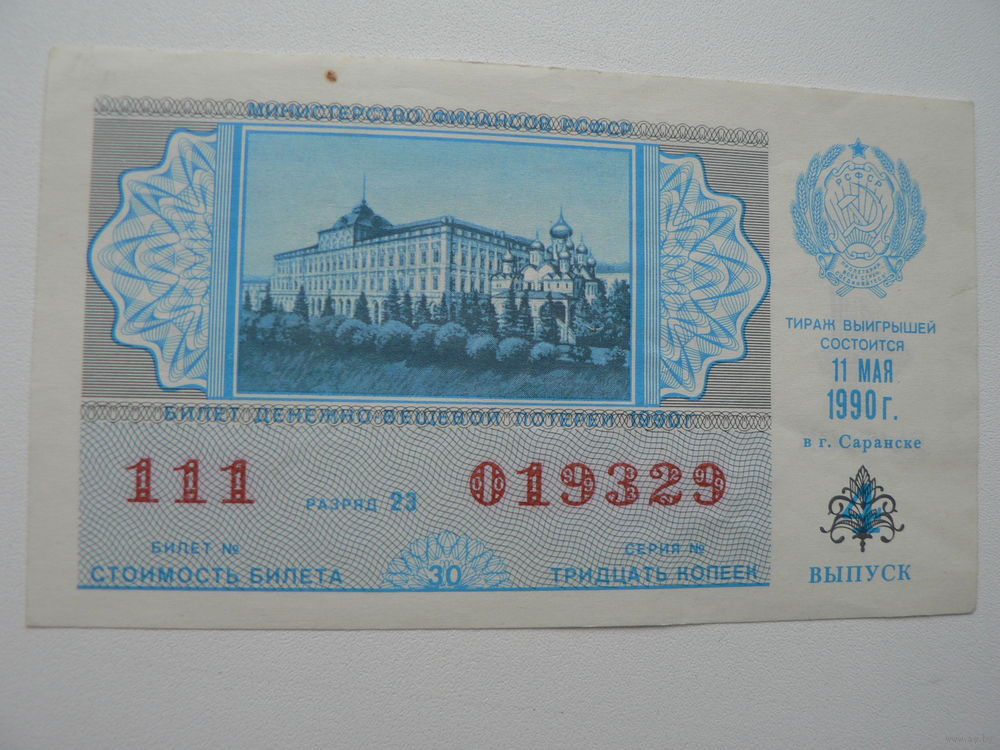 МИНИСТЕРСТВО ФИНАНСОВ РСФСР
РСФСР
БИЛЕТ ДЕНЕЖНО-ВЕЩЕВОЙ ЛОТЕРЕИ 1990 г.
111
РАЗРЯД 23
019329
БИЛЕТ №
СЕРИЯ №
СТОИМОСТЬ БИЛЕТА
30
ТРИДЦАТЬ КОПЕЕК
ТИРАЖ ВЫИГРЫШЕЙ
СОСТОИТСЯ
11 МАЯ
1990 г.
в г. Саранске
2
ВЫПУСК